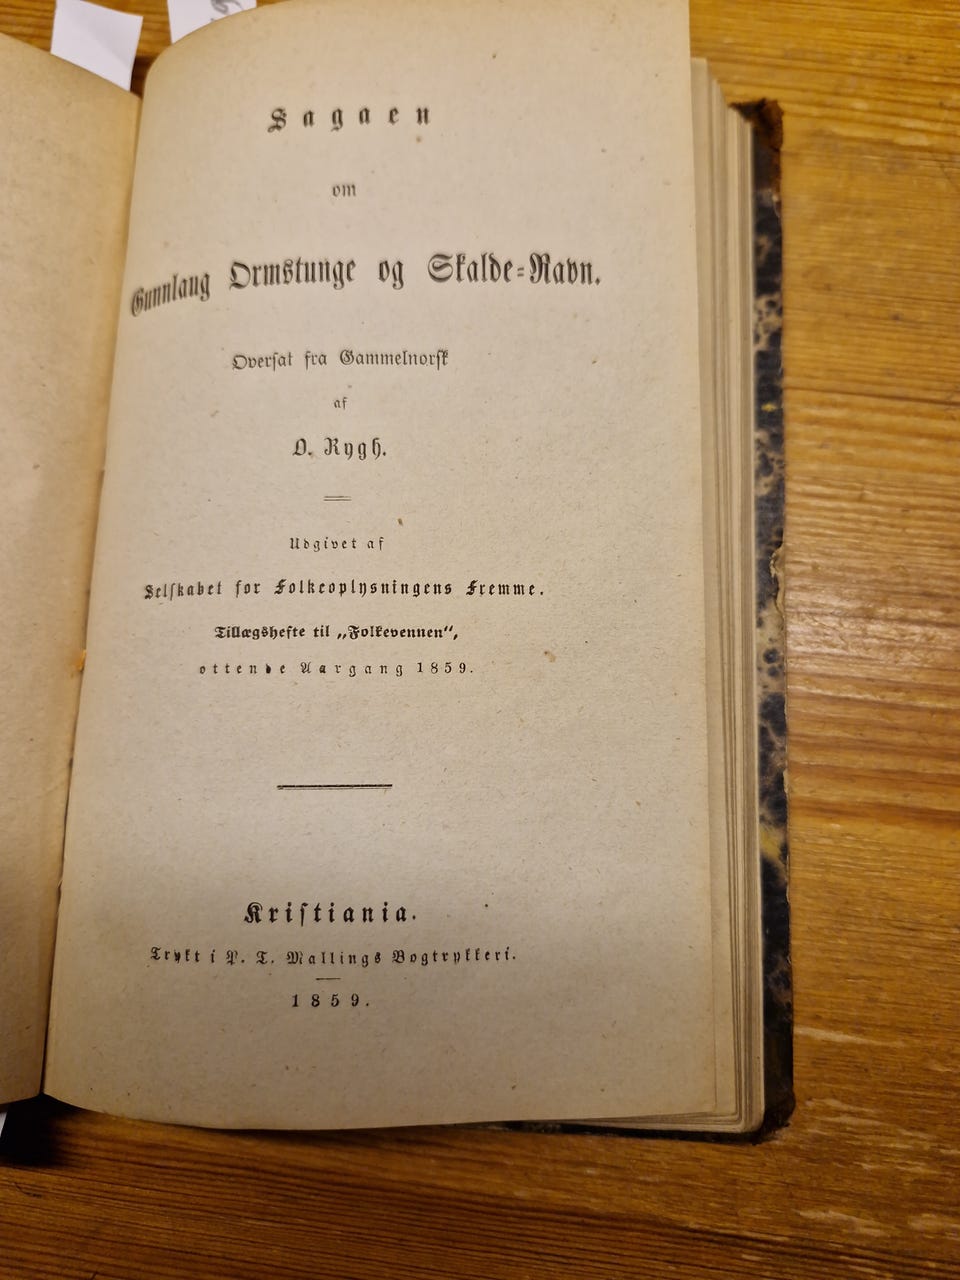 Sagaen
om
Gunnlaug Ormstunge og Skalde-Ravn.
Oversat fra Gammelnorsk
af
O. Rygh.
Udgivet af
Selskabet for Folkeoplysningens Fremme.
Tillægshefte til „Folkevennen“,
ottende Aargang 1859.
Kristiania.
Trykt i P. T. Mallings Bogtrykkeri.
1859.